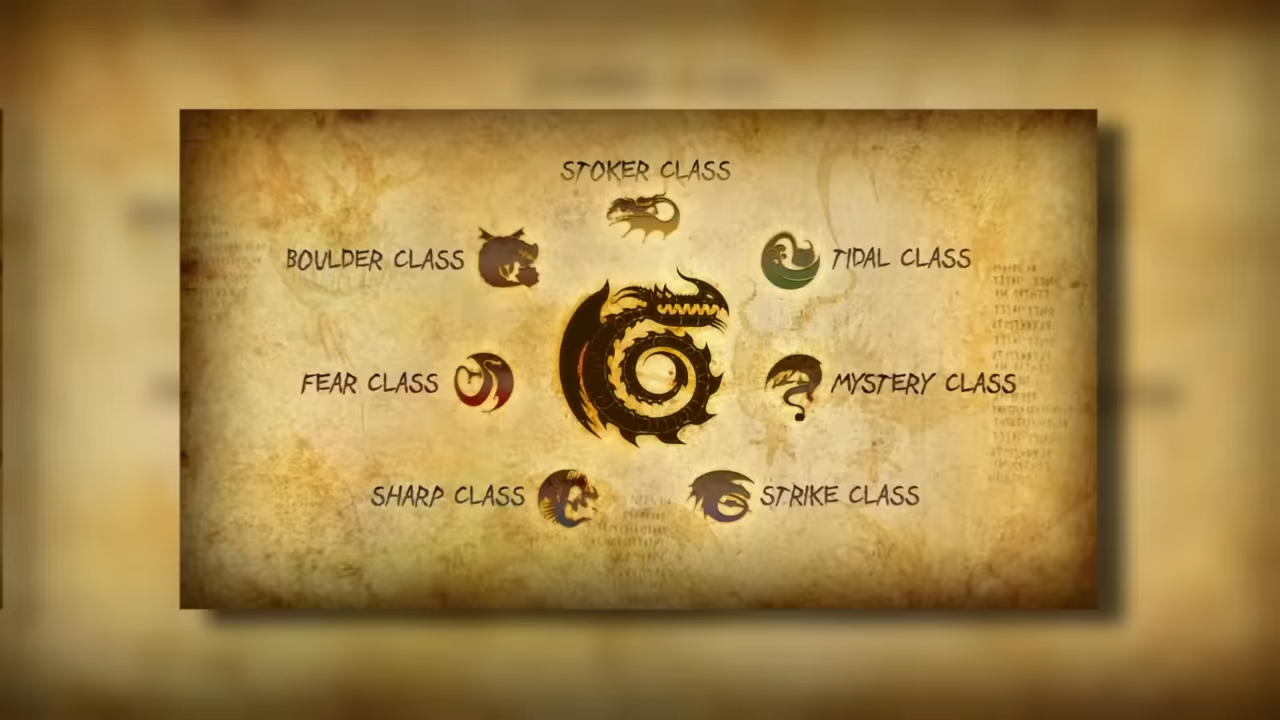 STOKER CLASS
BOULDER CLASS
TIDAL CLASS
FEAR CLASS
MYSTERY CLASS
SHARP CLASS
STRIKE CLASS